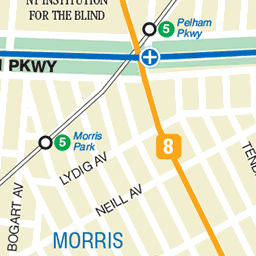 NY INSTITUTION
FOR THE BLIND
5
Pelham
Pkwy
PKWY
5
Morris
Park
8
LYDIG AV
NEILL AV
BOGART AV
MORRIS